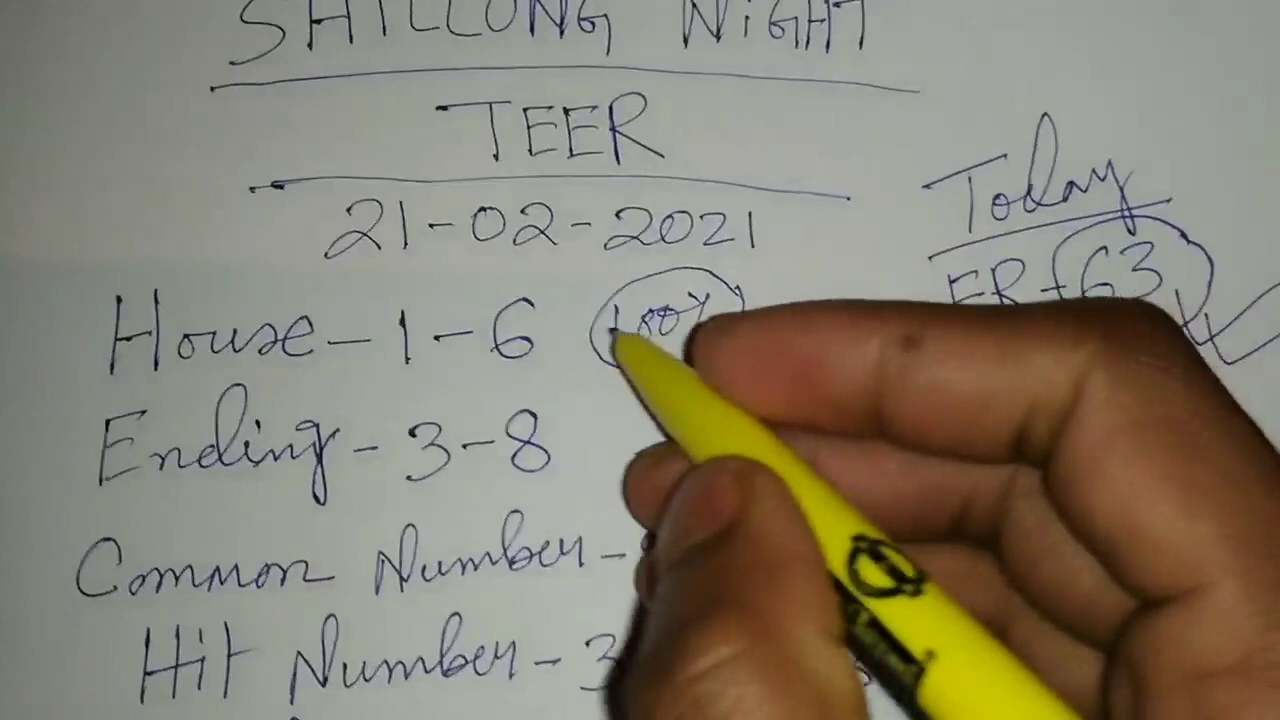 SHILLONG NIGHT
TEER
21-02-2021
House-1-6 100%
Ending-3-8
Common Number-
Hit Number-3
Today
FR-63